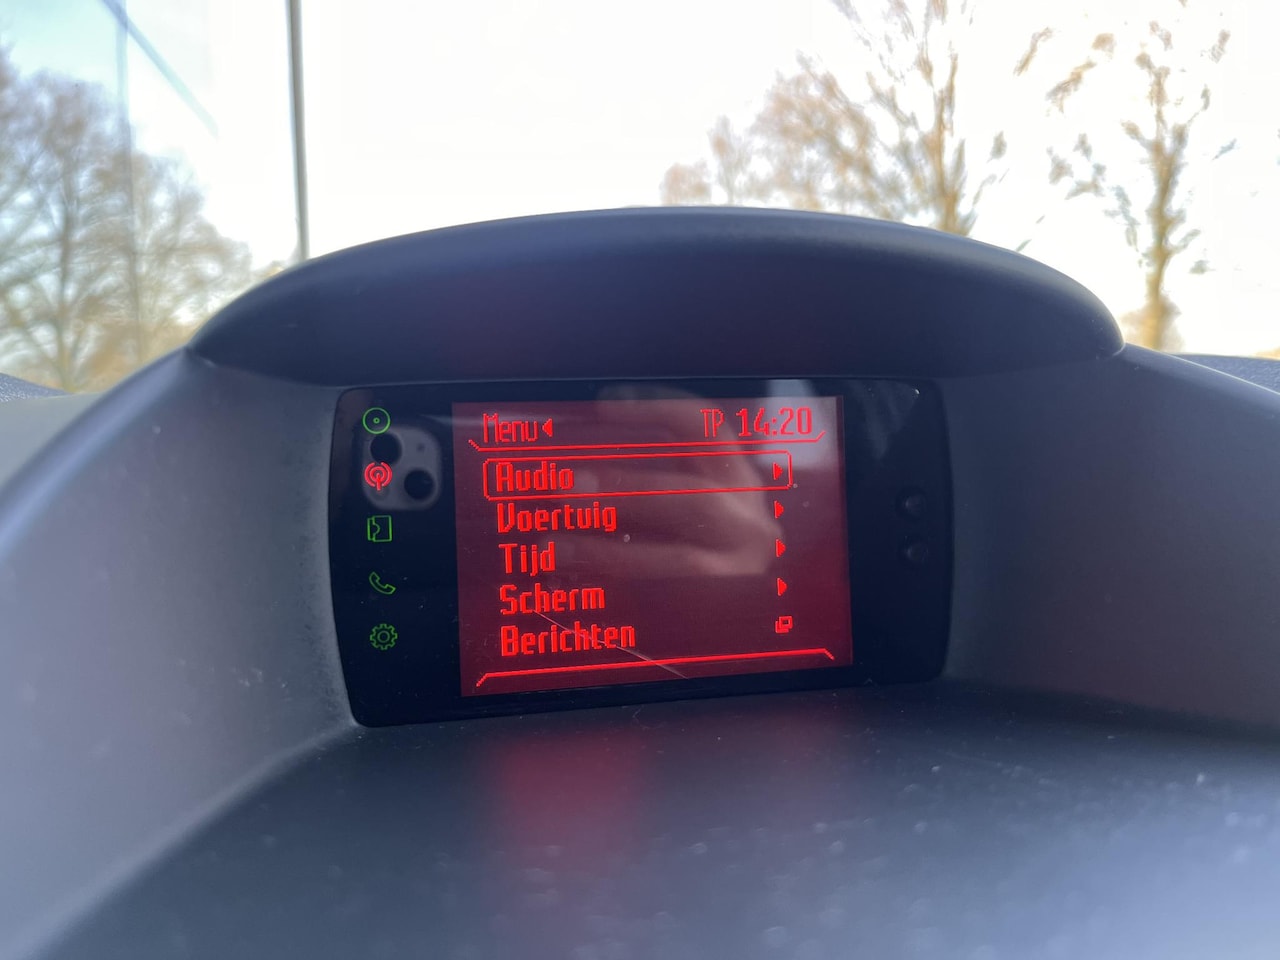 Menu TP 14:20
Audio
Voertuig
Tijd
Scherm
Berichten